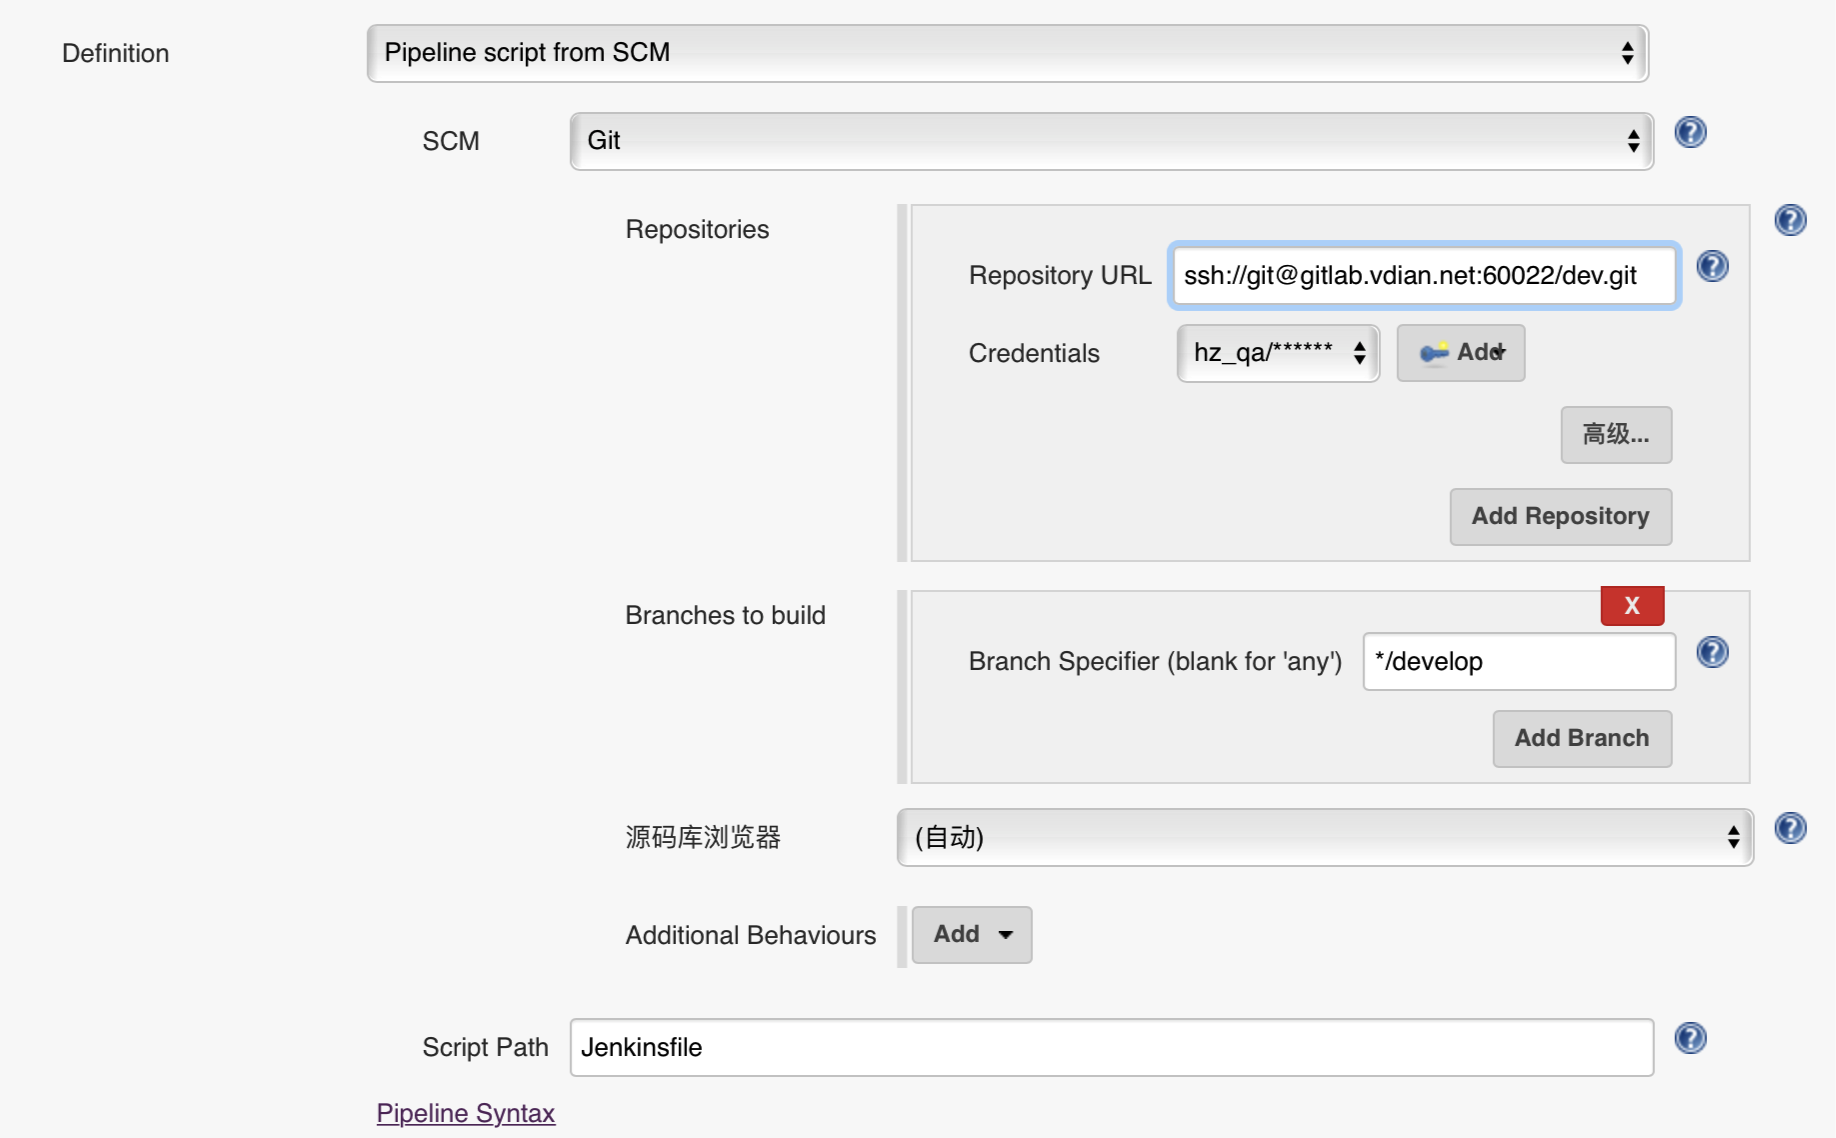 Definition
Pipeline script from SCM
SCM
Git
Repositories
Repository URL
ssh://git@gitlab.vdian.net:60022/dev.git
Credentials
hz_qa/******
Add
高级...
Add Repository
Branches to build
X
Branch Specifier (blank for 'any')
*/develop
Add Branch
源码库浏览器
(自动)
Additional Behaviours
Add
Script Path
Jenkinsfile
Pipeline Syntax